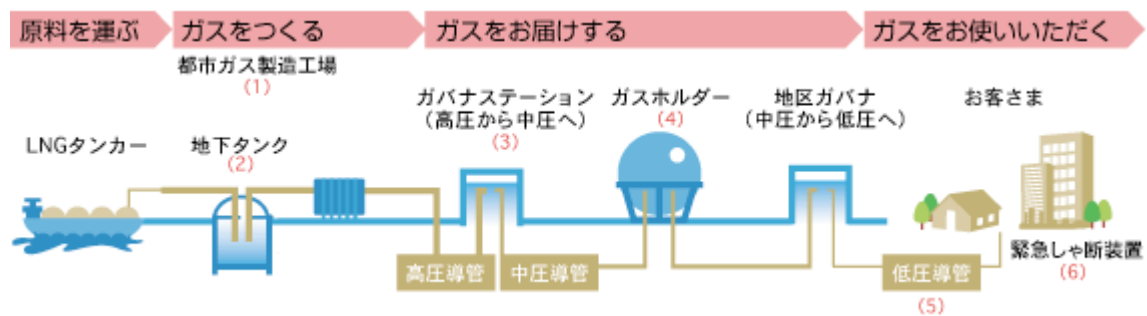 原料を運ぶ
ガスをつくる
ガスをお届けする
ガスをお使いいただく
都市ガス製造工場
(1)
LNGタンカー
地下タンク
(2)
ガバナステーション
(高圧から中圧へ)
(3)
ガスホルダー
(4)
地区ガバナ
(中圧から低圧へ)
お客さま
高圧導管
中圧導管
低圧導管
(5)
緊急しゃ断装置
(6)